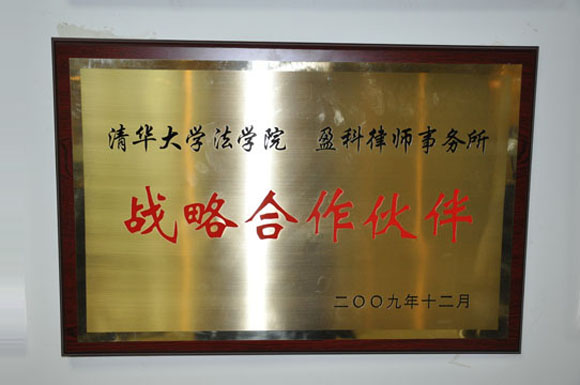 清华大学法学院 盈科律师事务所
战略合作伙伴
二〇〇九年十二月